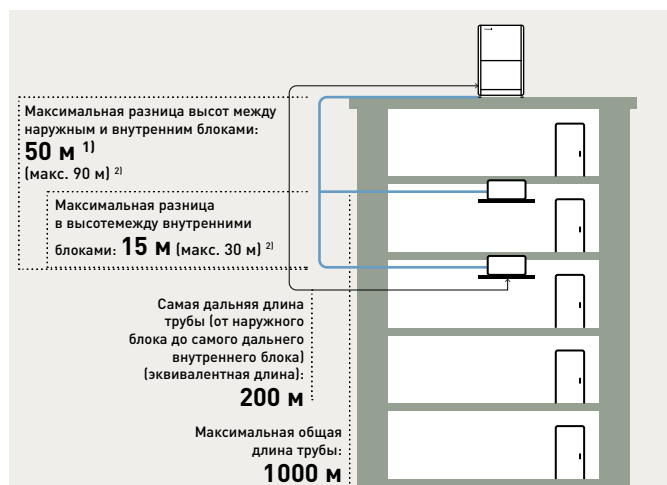 Максимальная разница высот между
наружным и внутренним блоками:
50 м ¹⁾
(макс. 90 м) ²⁾
Максимальная разница
в высотемежду внутренними
блоками: 15 м (макс. 30 м) ²⁾
Самая дальняя длина
трубы (от наружного
блока до самого дальнего
внутреннего блока)
(эквивалентная длина):
200 м
Максимальная общая
длина трубы:
1000 м